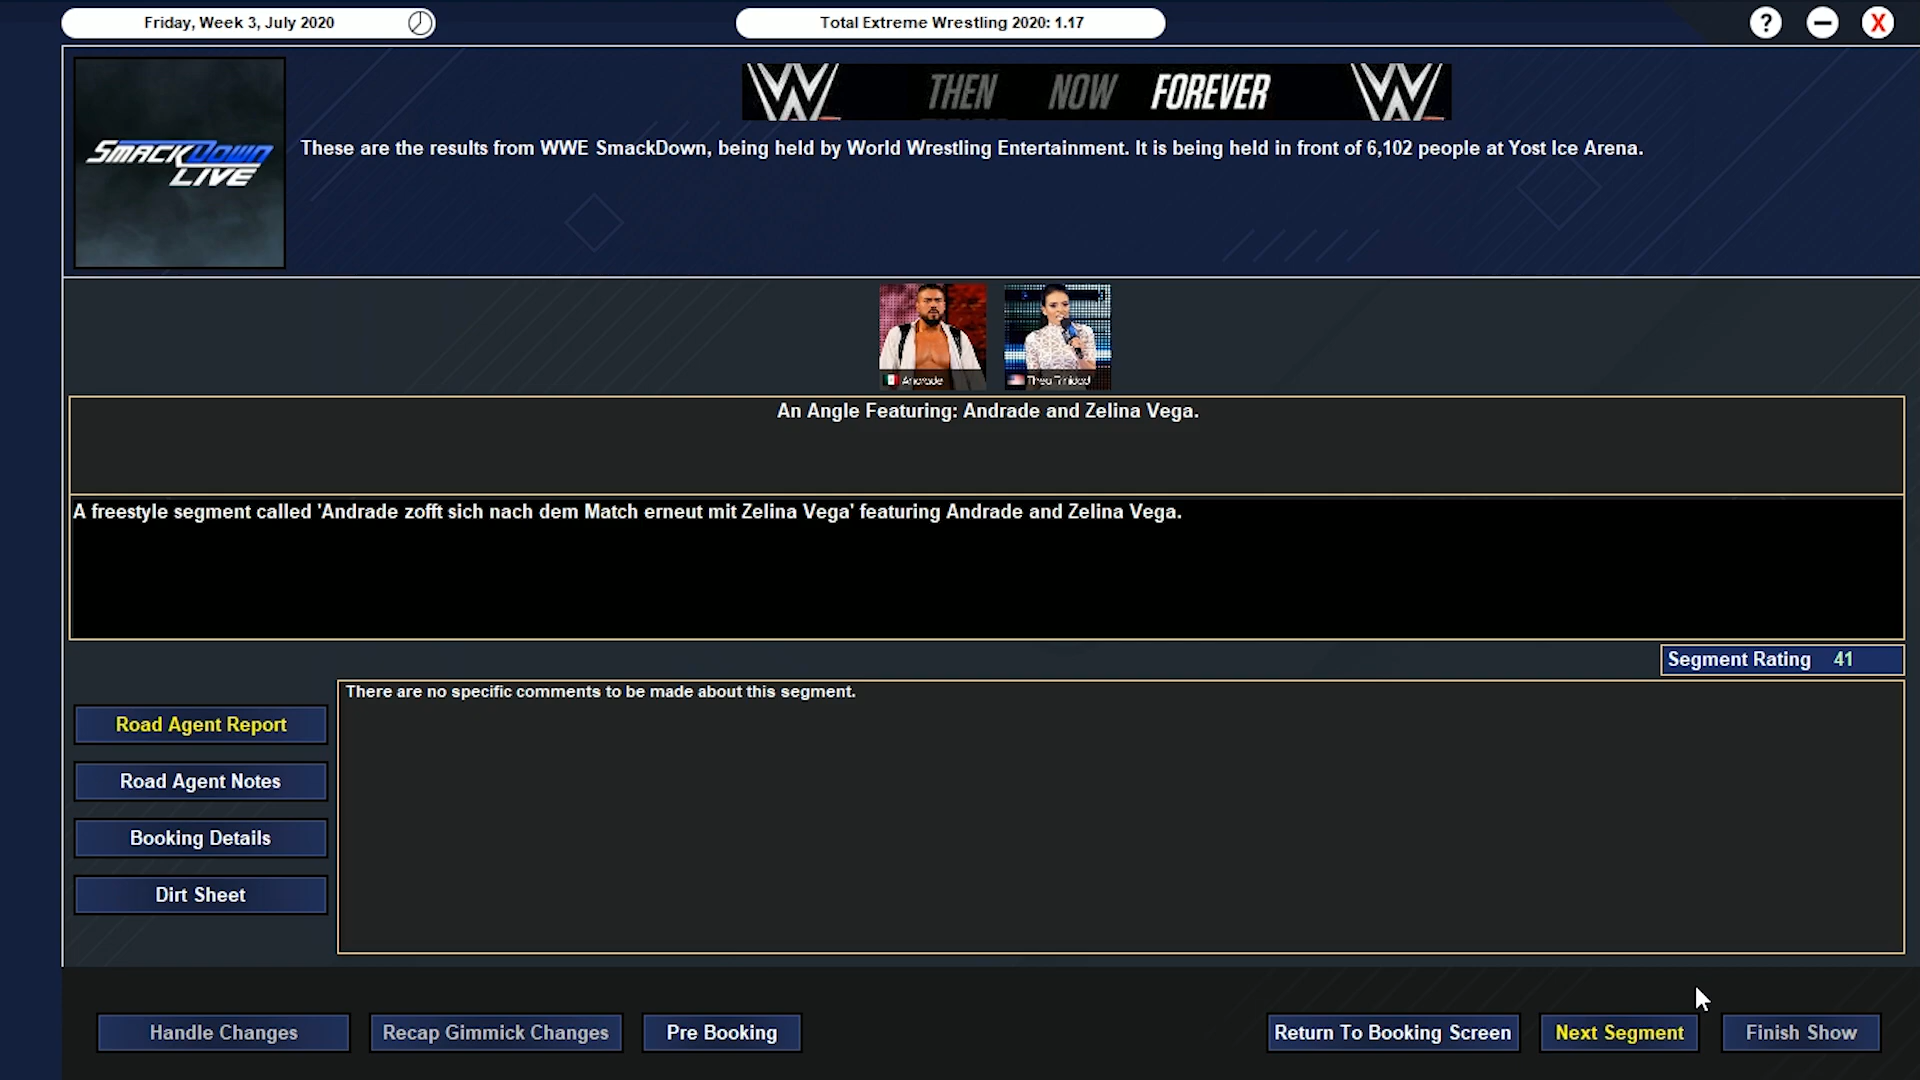 Friday, Week 3, July 2020
Total Extreme Wrestling 2020: 1.17
?
X
THEN NOW FOREVER
SMACKDOWN
LIVE
These are the results from WWE SmackDown, being held by World Wrestling Entertainment. It is being held in front of 6,102 people at Yost Ice Arena.
Andrade
Thea Trinidad
An Angle Featuring: Andrade and Zelina Vega.
A freestyle segment called 'Andrade zofft sich nach dem Match erneut mit Zelina Vega' featuring Andrade and Zelina Vega.
Segment Rating 41
There are no specific comments to be made about this segment.
Road Agent Report
Road Agent Notes
Booking Details
Dirt Sheet
Handle Changes
Recap Gimmick Changes
Pre Booking
Return To Booking Screen
Next Segment
Finish Show